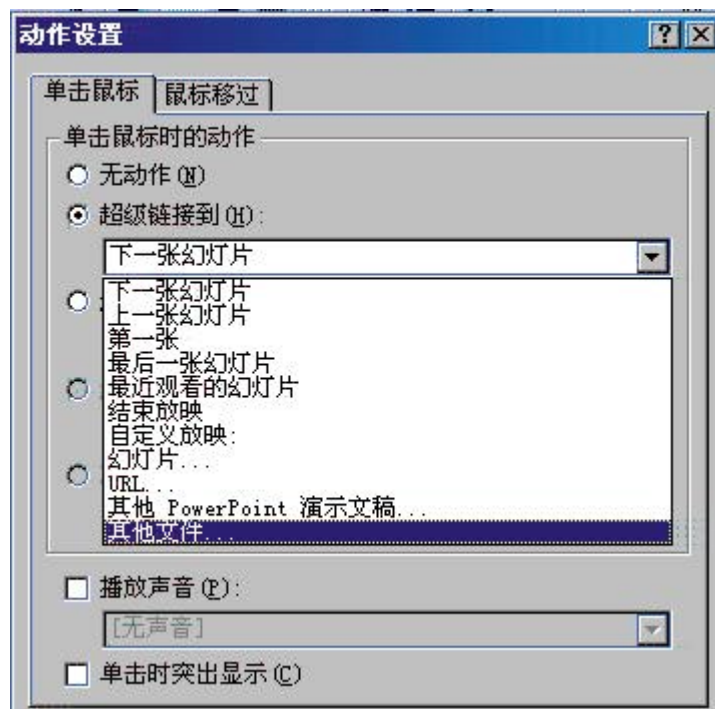 动作设置
单击鼠标 鼠标移过
单击鼠标时的动作
无动作(N)
超级链接到(H):
下一张幻灯片
下一张幻灯片
上一张幻灯片
第一张
最后一张幻灯片
最近观看的幻灯片
结束放映
自定义放映:
幻灯片...
URL...
其他 PowerPoint 演示文稿...
其他文件...
播放声音(P):
[无声音]
单击时突出显示(C)